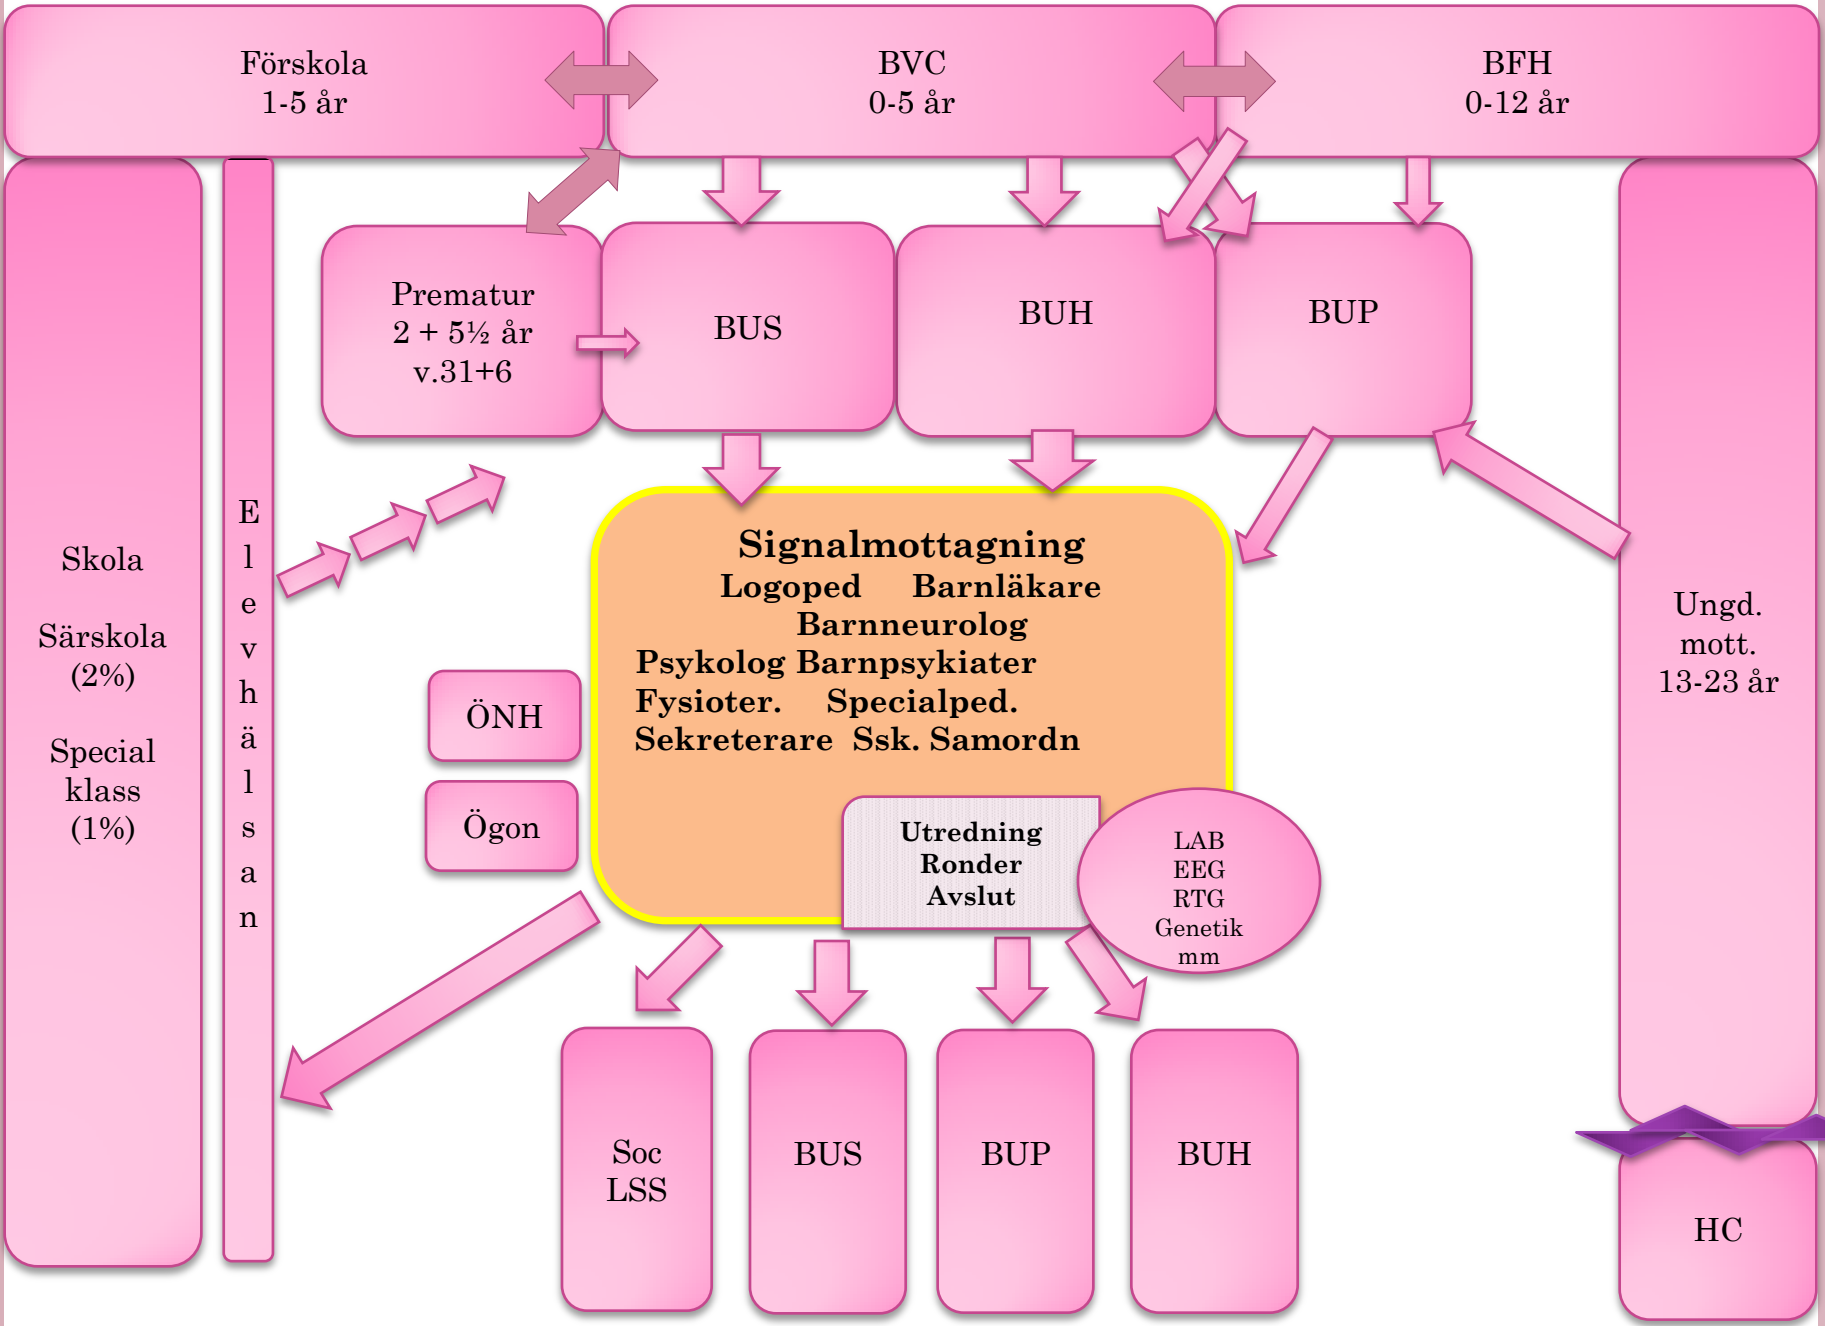 Förskola
1-5 år
BVC
0-5 år
BFH
0-12 år
Skola
Särskola
(2%)
Special
klass
(1%)
Elevhälsan
Prematur
2 + 5½ år
v.31+6
BUS
BUH
BUP
Signalmottagning
Logoped Barnläkare
Barnneurolog
Psykolog Barnpsykiater
Fysioter. Specialped.
Sekreterare Ssk. Samordn
ÖNH
Ögon
Utredning
Ronder
Avslut
LAB
EEG
RTG
Genetik
mm
Ungd.
mott.
13-23 år
Soc
LSS
BUS
BUP
BUH
HC